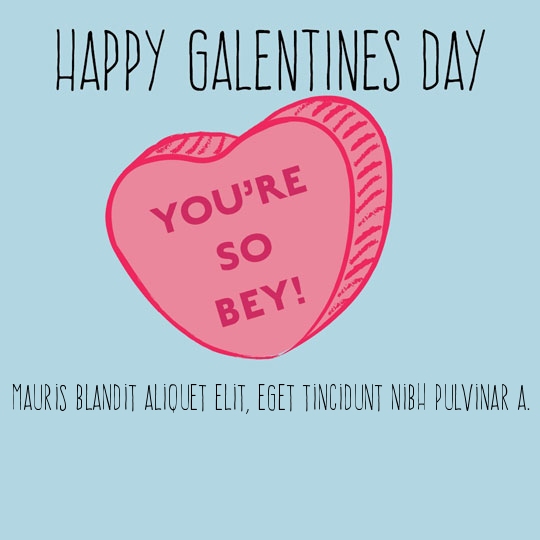 HAPPY GALENTINES DAY
YOU'RE
SO
BEY!
MAURIS BLANDIT ALIQUET ELIT, EGET TINCIDUNT NIBH PULVINAR A.